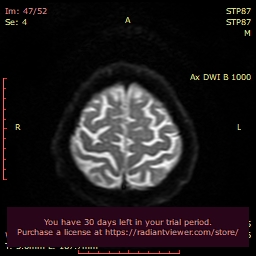 Im: 47/52
Se: 4
A
STP87
STP87
M
Ax DWI B 1000
R
L
You have 30 days left in your trial period.
Purchase a license at https://radiantviewer.com/store/